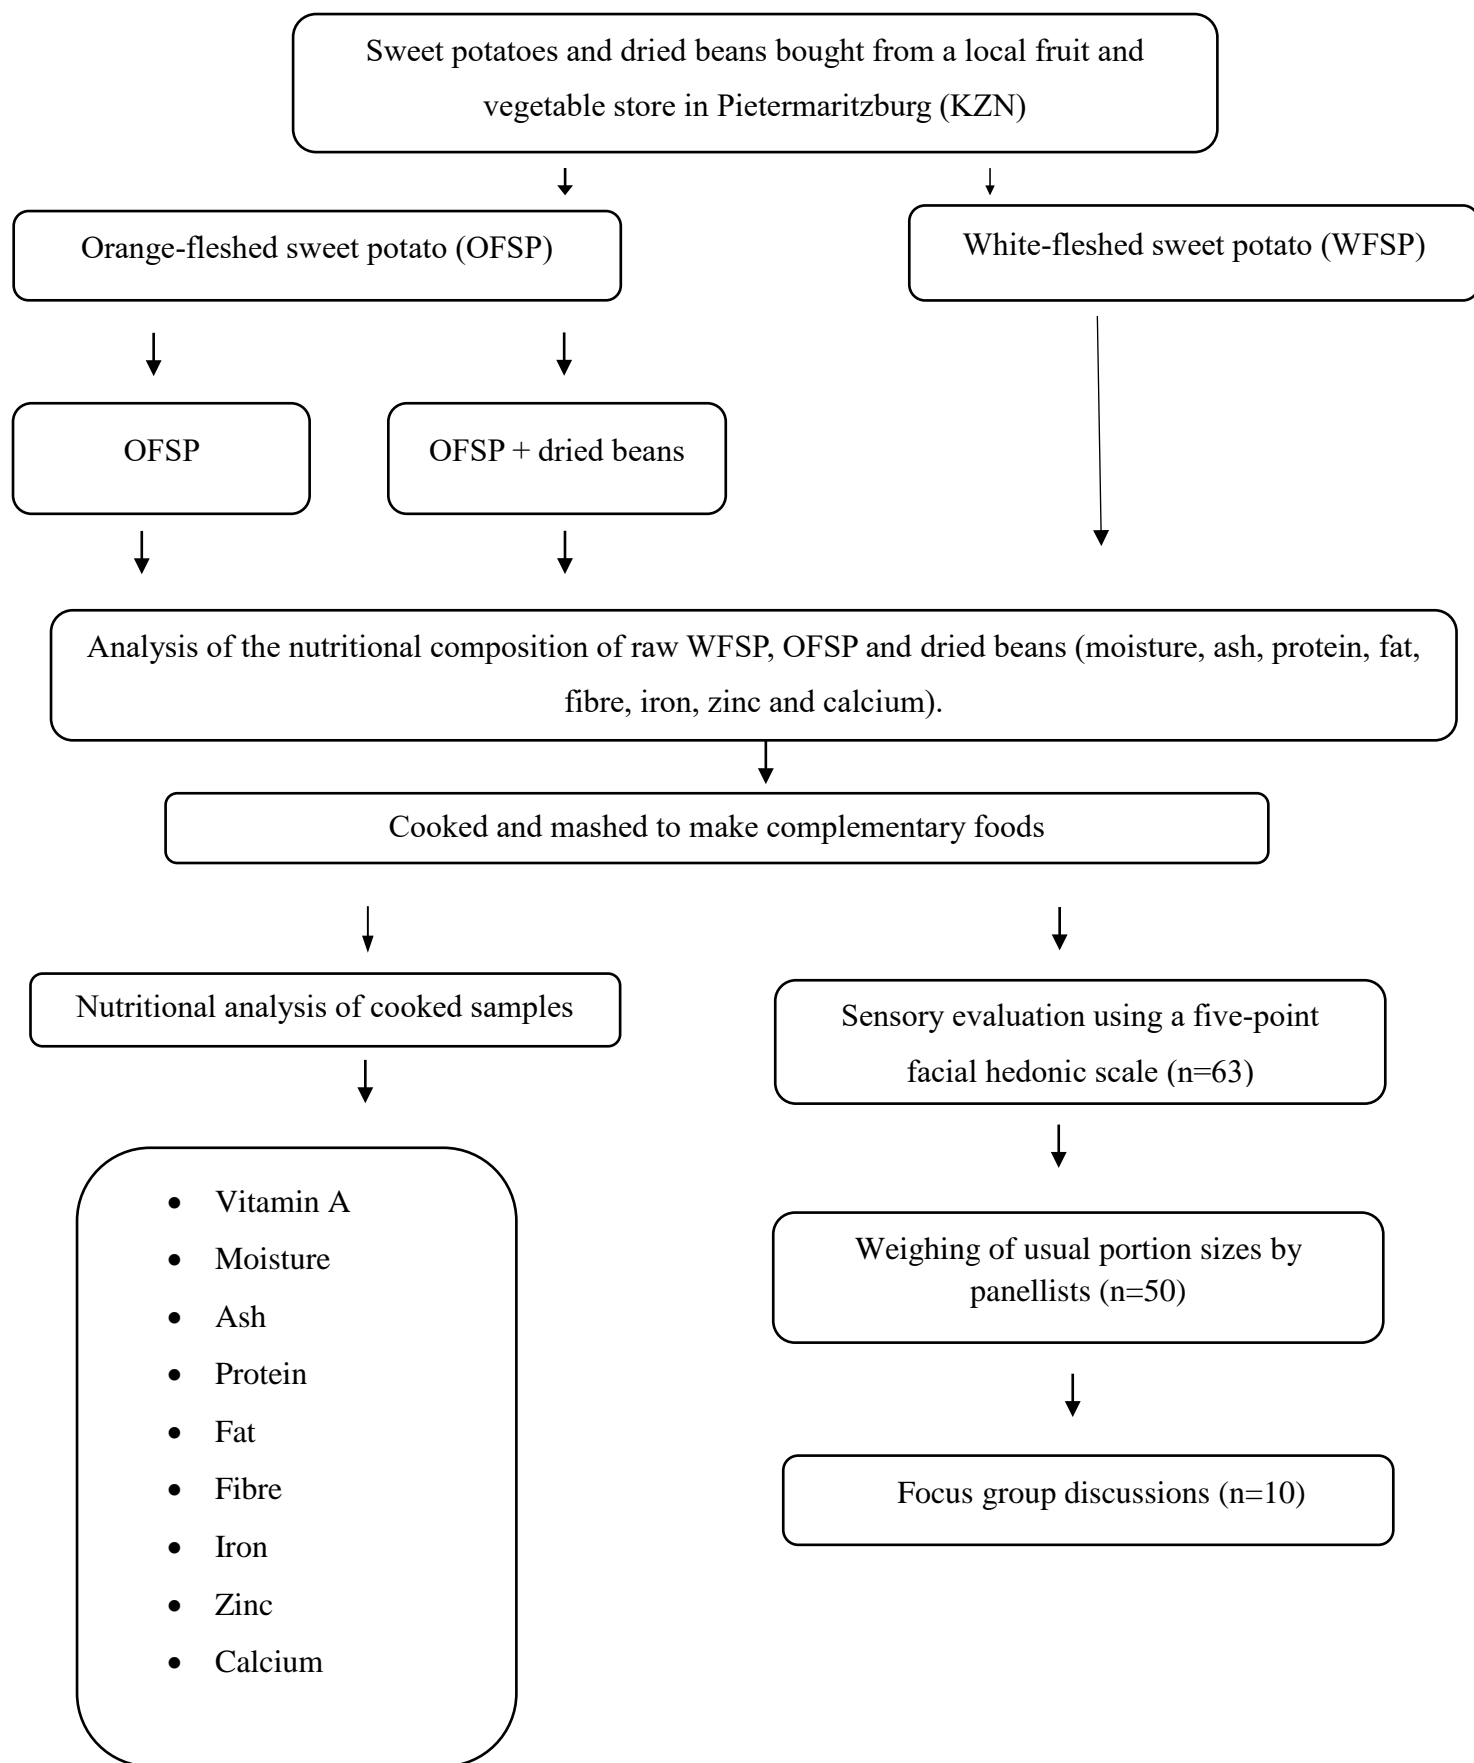 Sweet potatoes and dried beans bought from a local fruit and
vegetable store in Pietermaritzburg (KZN)
Orange-fleshed sweet potato (OFSP)
White-fleshed sweet potato (WFSP)
OFSP
OFSP + dried beans
Analysis of the nutritional composition of raw WFSP, OFSP and dried beans (moisture, ash, protein, fat,
fibre, iron, zinc and calcium).
Cooked and mashed to make complementary foods
Nutritional analysis of cooked samples
• Vitamin A
• Moisture
• Ash
• Protein
• Fat
• Fibre
• Iron
• Zinc
• Calcium
Sensory evaluation using a five-point
facial hedonic scale (n=63)
Weighing of usual portion sizes by
panellists (n=50)
Focus group discussions (n=10)